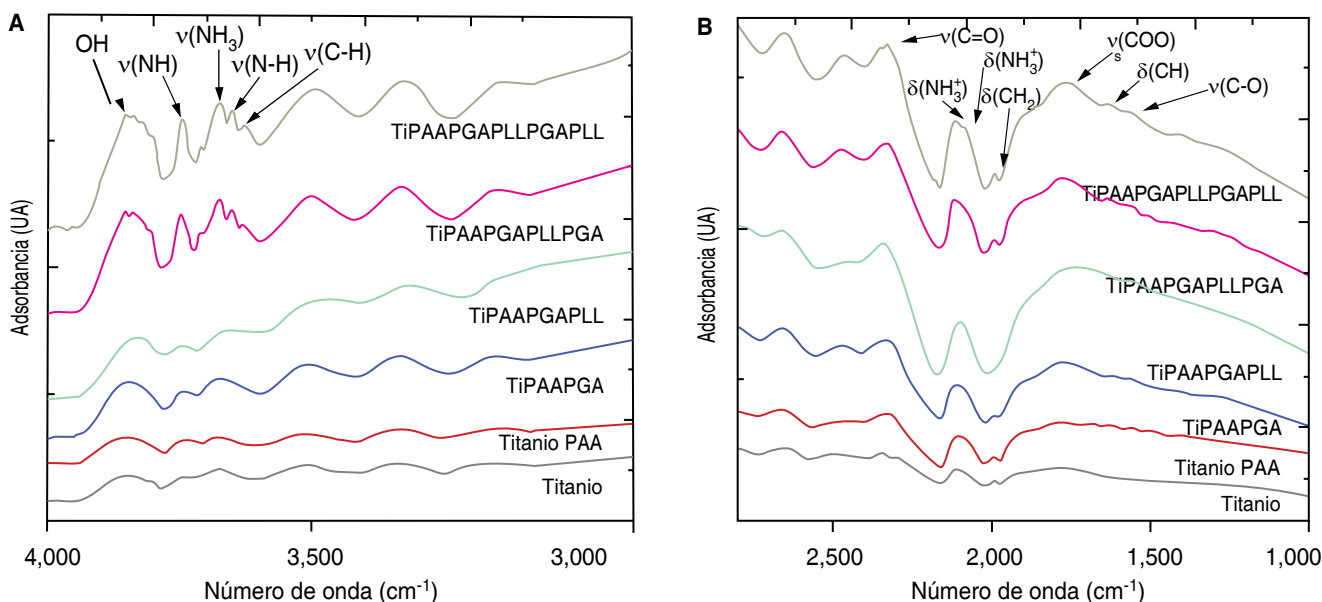 A
OH
ν(NH)
ν(NH3)
ν(N-H)
ν(C-H)
TiPAAPGAPLLPGAPLL
TiPAAPGAPLLPGA
TiPAAPGAPLL
TiPAAPGA
Titanio PAA
Titanio
Adsorbancia (UA)
4,000
3,500
3,000
Número de onda (cm-1)
B
ν(C=O)
δ(NH3+)
δ(NH3+)
δ(CH2)
νs(COO)
δ(CH)
ν(C-O)
TiPAAPGAPLLPGAPLL
TiPAAPGAPLLPGA
TiPAAPGAPLL
TiPAAPGA
Titanio PAA
Titanio
Adsorbancia (UA)
2,500
2,000
1,500
1,000
Número de onda (cm-1)